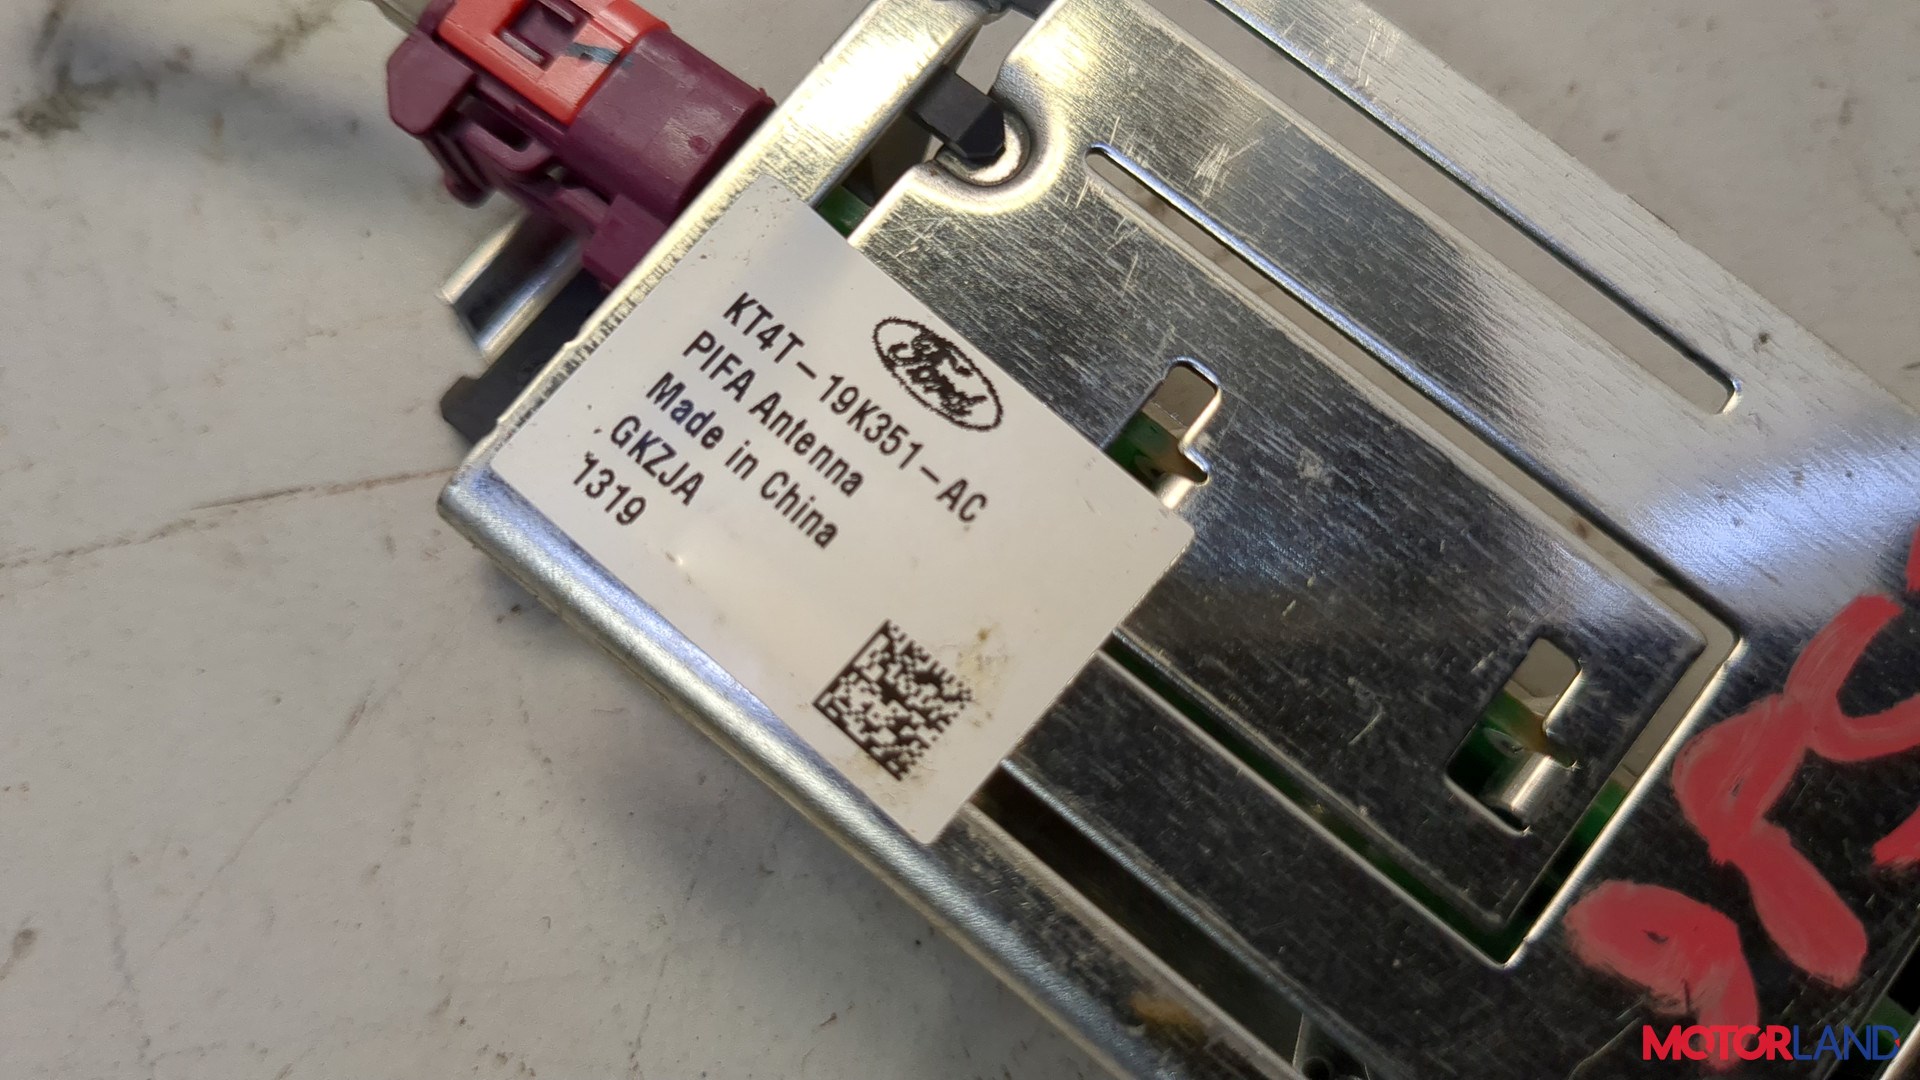 Ford
KT4T-19K351-AC
PIFA Antenna
Made in China
GKZJA
1319
MOTORLAND